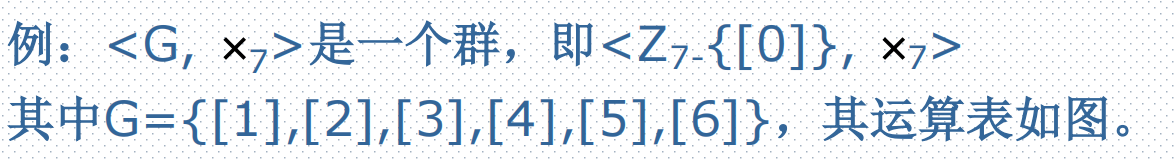 例：<G, ×₇>是一个群，即<Z₇-{[0]}, ×₇>
其中G={[1],[2],[3],[4],[5],[6]}，其运算表如图。